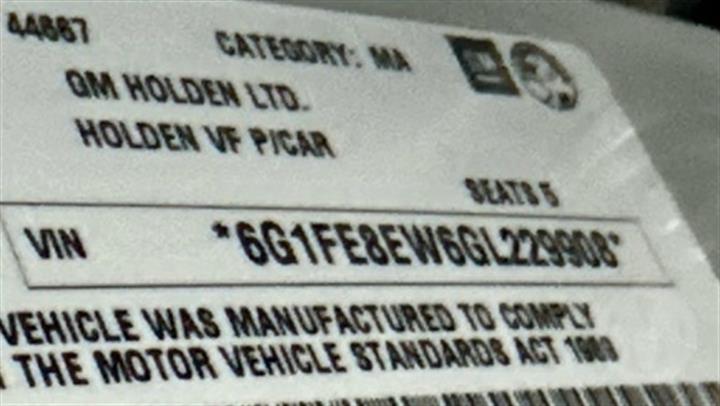 44667
CATEGORY: MA
GM HOLDEN LTD.
HOLDEN VF P/CAR
SEATS 5
VIN *6G1FE8EW6GL229908*
VEHICLE WAS MANUFACTURED TO COMPLY
THE MOTOR VEHICLE STANDARDS ACT 1989